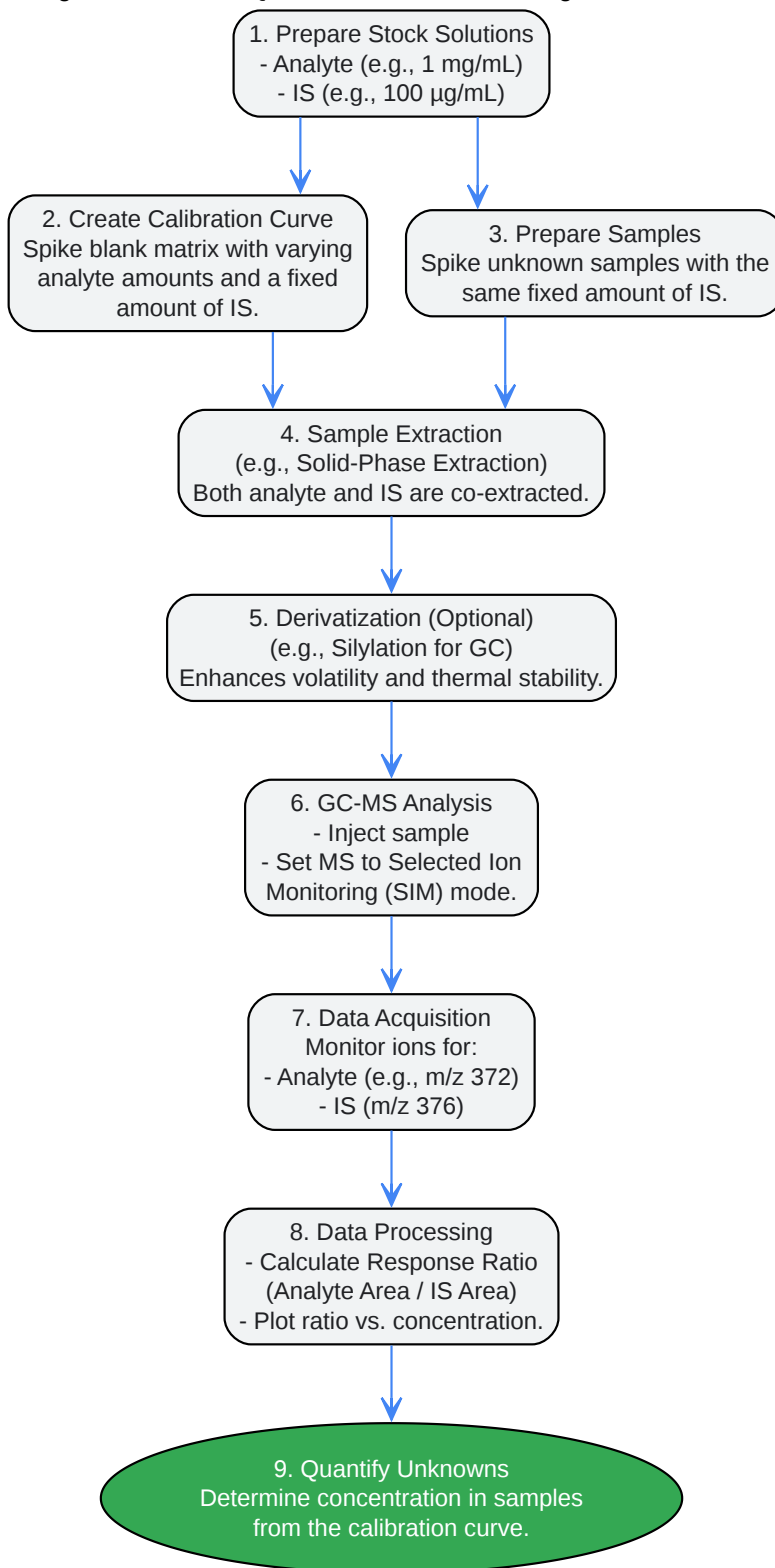 1. Prepare Stock Solutions
- Analyte (e.g., 1 mg/mL)
- IS (e.g., 100 µg/mL)
2. Create Calibration Curve
Spike blank matrix with varying
analyte amounts and a fixed
amount of IS.
3. Prepare Samples
Spike unknown samples with the
same fixed amount of IS.
4. Sample Extraction
(e.g., Solid-Phase Extraction)
Both analyte and IS are co-extracted.
5. Derivatization (Optional)
(e.g., Silylation for GC)
Enhances volatility and thermal stability.
6. GC-MS Analysis
- Inject sample
- Set MS to Selected Ion
Monitoring (SIM) mode.
7. Data Acquisition
Monitor ions for:
- Analyte (e.g., m/z 372)
- IS (m/z 376)
8. Data Processing
- Calculate Response Ratio
(Analyte Area / IS Area)
- Plot ratio vs. concentration.
9. Quantify Unknowns
Determine concentration in samples
from the calibration curve.